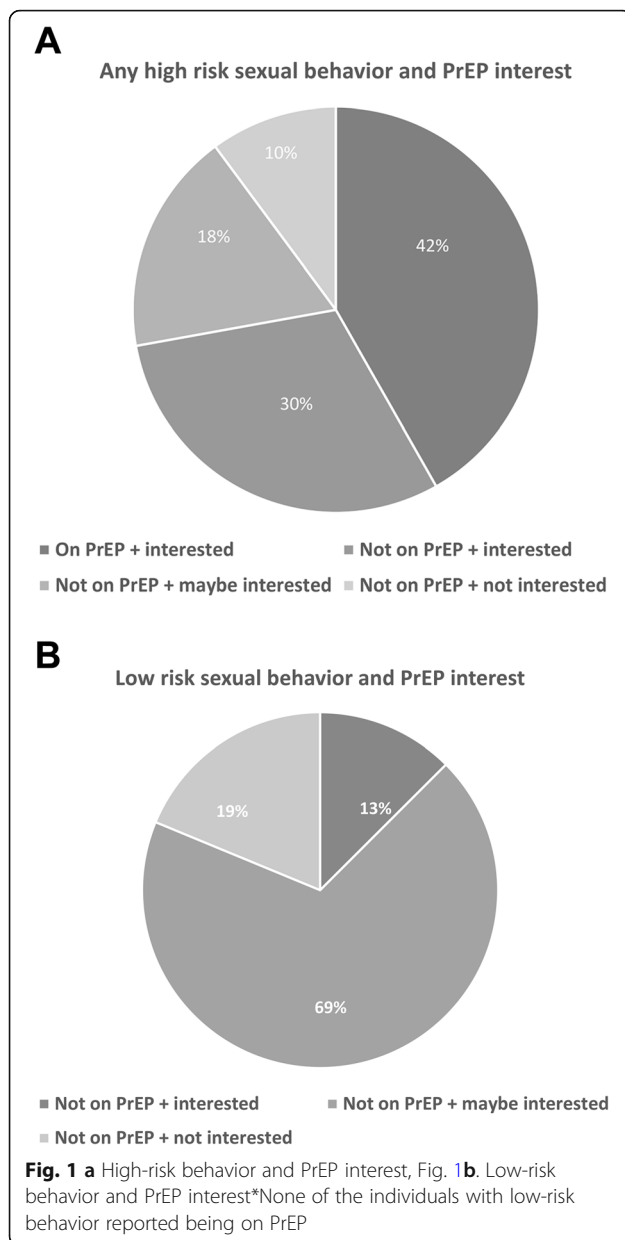 A
Any high risk sexual behavior and PrEP interest
10%
18%
42%
30%
On PrEP + interested
Not on PrEP + interested
Not on PrEP + maybe interested
Not on PrEP + not interested
B
Low risk sexual behavior and PrEP interest
19%
13%
69%
Not on PrEP + interested
Not on PrEP + maybe interested
Not on PrEP + not interested
Fig. 1 a High-risk behavior and PrEP interest, Fig. 1b. Low-risk
behavior and PrEP interest*None of the individuals with low-risk
behavior reported being on PrEP